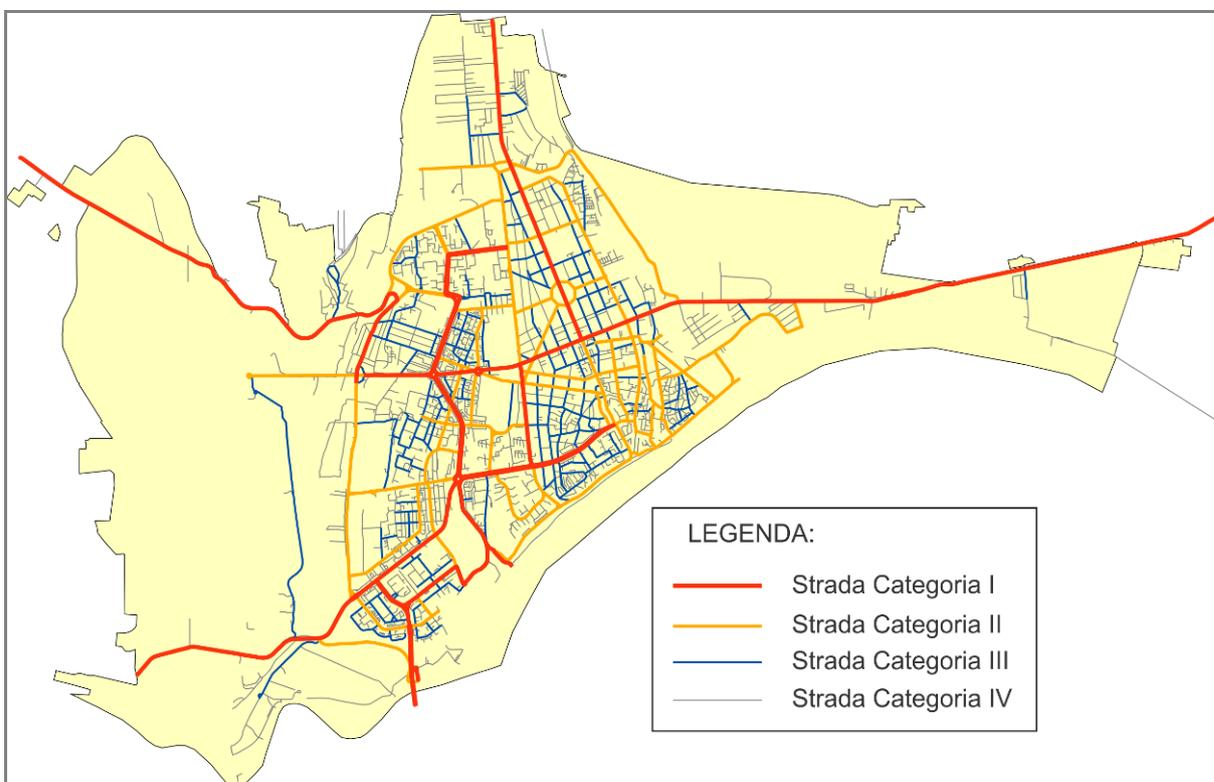 LEGENDA:
Strada Categoria I
Strada Categoria II
Strada Categoria III
Strada Categoria IV